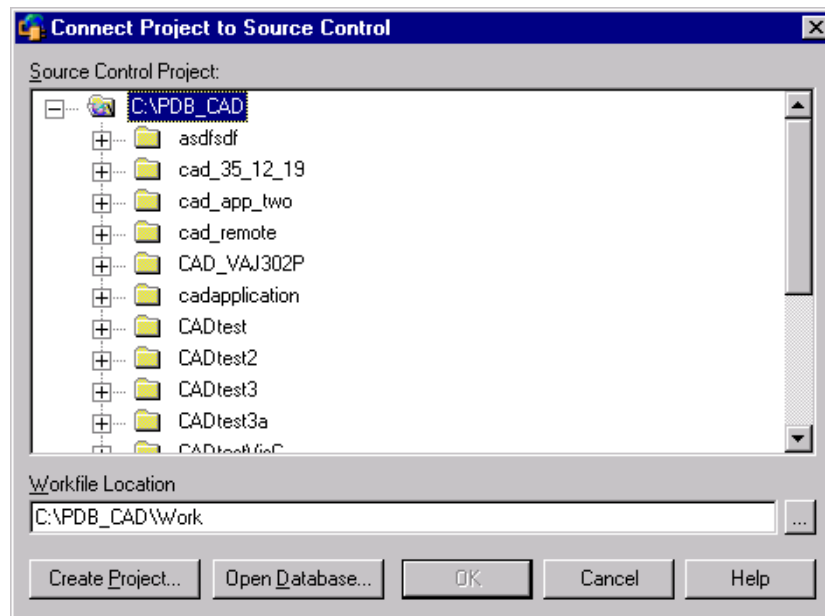 Connect Project to Source Control
Source Control Project:
C:\PDB_CAD
asdfsdf
cad_35_12_19
cad_app_two
cad_remote
CAD_VAJ302P
cadapplication
CADtest
CADtest2
CADtest3
CADtest3a
Workfile Location
C:\PDB_CAD\Work
...
Create Project... Open Database... OK Cancel Help